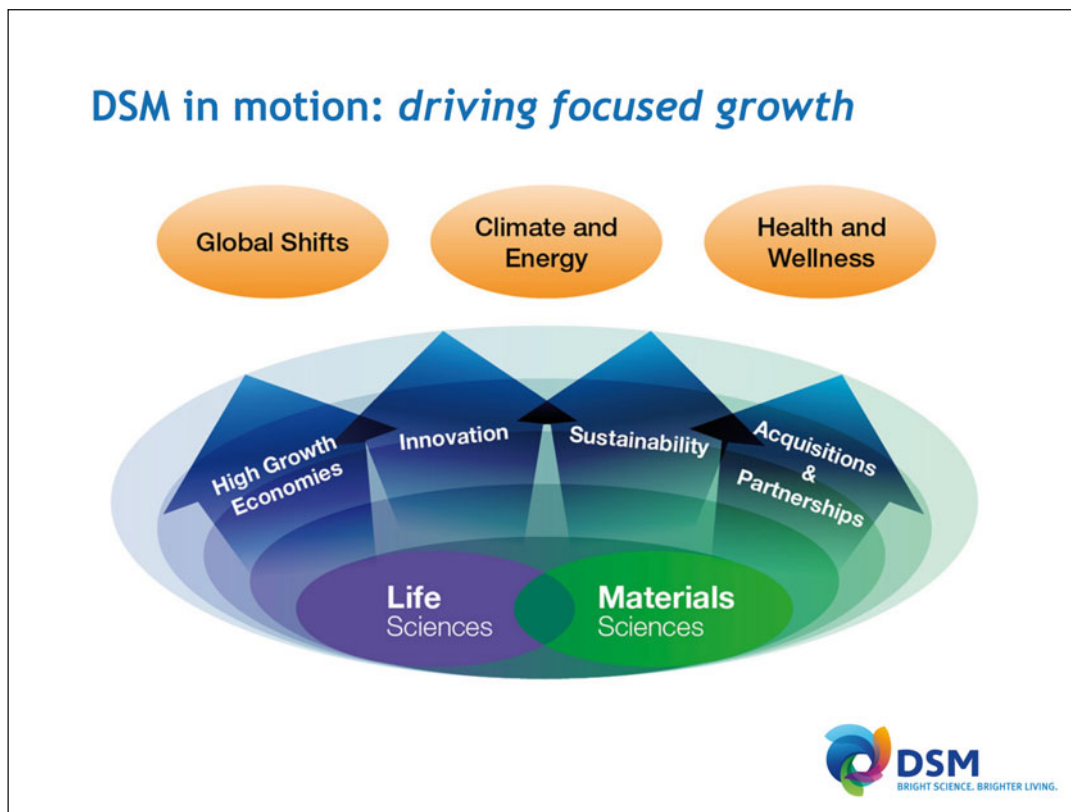 DSM in motion: driving focused growth
Global Shifts
Climate and
Energy
Health and
Wellness
High Growth
Economies
Innovation
Sustainability
Acquisitions
&
Partnerships
Life
Sciences
Materials
Sciences
DSM
BRIGHT SCIENCE. BRIGHTER LIVING.